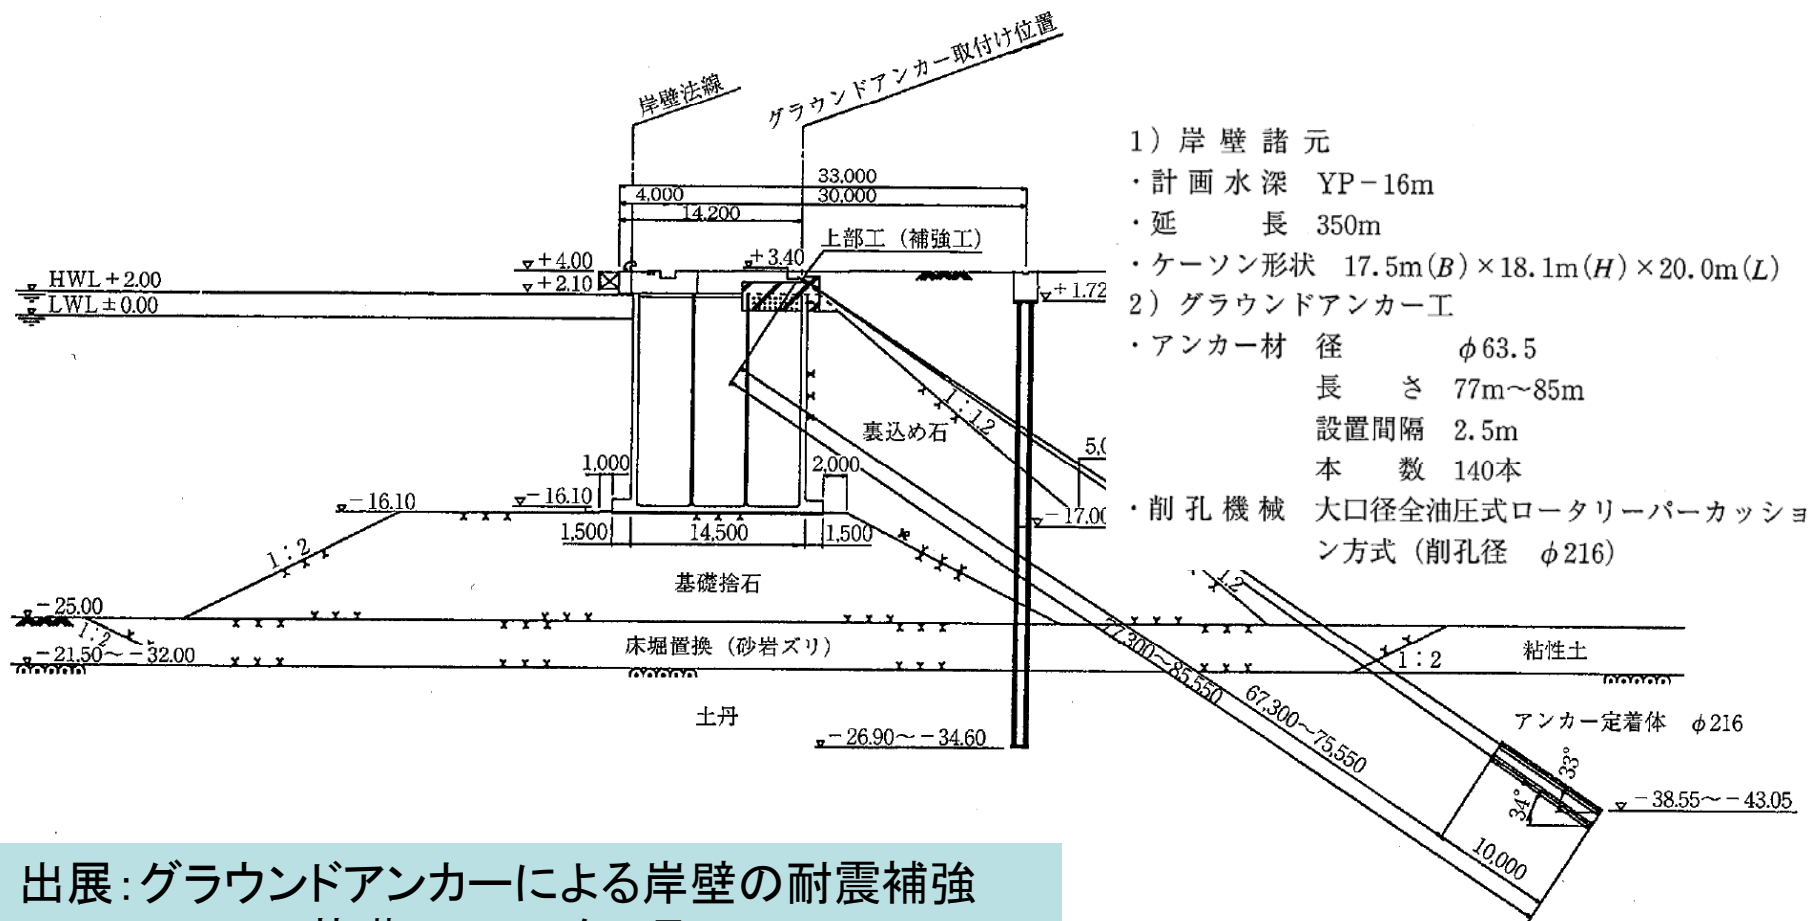 岸壁法線
グラウンドアンカー取付け位置
33,000
4,000
30,000
14,200
上部工（補強工）
+4.00
+3.40
+2.10
HWL+2.00
LWL±0.00
+1.72
1）岸壁諸元
・計画水深 YP－16m
・延 長 350m
・ケーソン形状 17.5m(B)×18.1m(H)×20.0m(L)
2）グラウンドアンカー工
・アンカー材 径 φ63.5
長 さ 77m～85m
設置間隔 2.5m
本 数 140本
・削孔機械 大口径全油圧式ロータリーパーカッショ
ン方式（削孔径 φ216）
1：1.2
裏込め石
5,0
1,000
2,000
－16.10
－16.10
－17.00
1,500
14,500
1,500
1：2
基礎捨石
1.2
－25.00
1：2
床堀置換（砂岩ズリ）
77,300～85,550
1：2
粘性土
－21.50～－32.00
67,300～75,550
土丹
アンカー定着体 φ216
－26.90～－34.60
33°
34°
－38.55～－43.05
10,000
出展：グラウンドアンカーによる岸壁の耐震補強